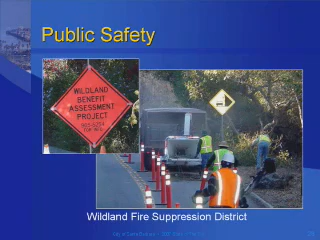 Public Safety
WILDLAND
BENEFIT
ASSESSMENT
PROJECT
Wildland Fire Suppression District